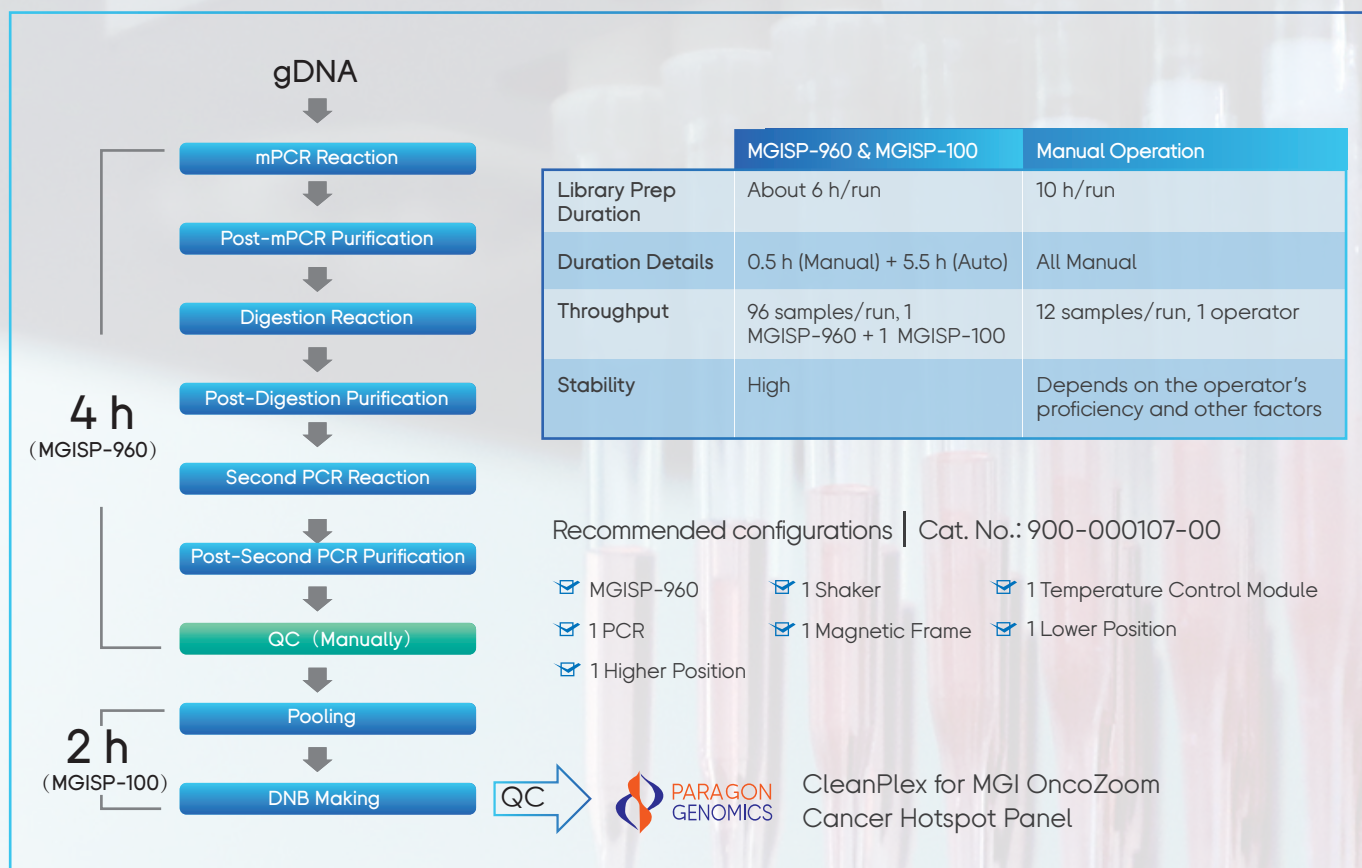 gDNA
mPCR Reaction
Post-mPCR Purification
Digestion Reaction
Post-Digestion Purification
Second PCR Reaction
Post-Second PCR Purification
QC（Manually）
Pooling
DNB Making
4 h
（MGISP-960）
2 h
（MGISP-100）
QC
PARAGON
GENOMICS
CleanPlex for MGI OncoZoom
Cancer Hotspot Panel
MGISP-960 & MGISP-100 Manual Operation
Library Prep
Duration
About 6 h/run
10 h/run
Duration Details 0.5 h (Manual) + 5.5 h (Auto) All Manual
Throughput
96 samples/run, 1
MGISP-960 + 1 MGISP-100
12 samples/run, 1 operator
Stability
High
Depends on the operator's
proficiency and other factors
Recommended configurations | Cat. No.: 900-000107-00
MGISP-960
1 Shaker
1 Temperature Control Module
1 PCR
1 Magnetic Frame
1 Lower Position
1 Higher Position